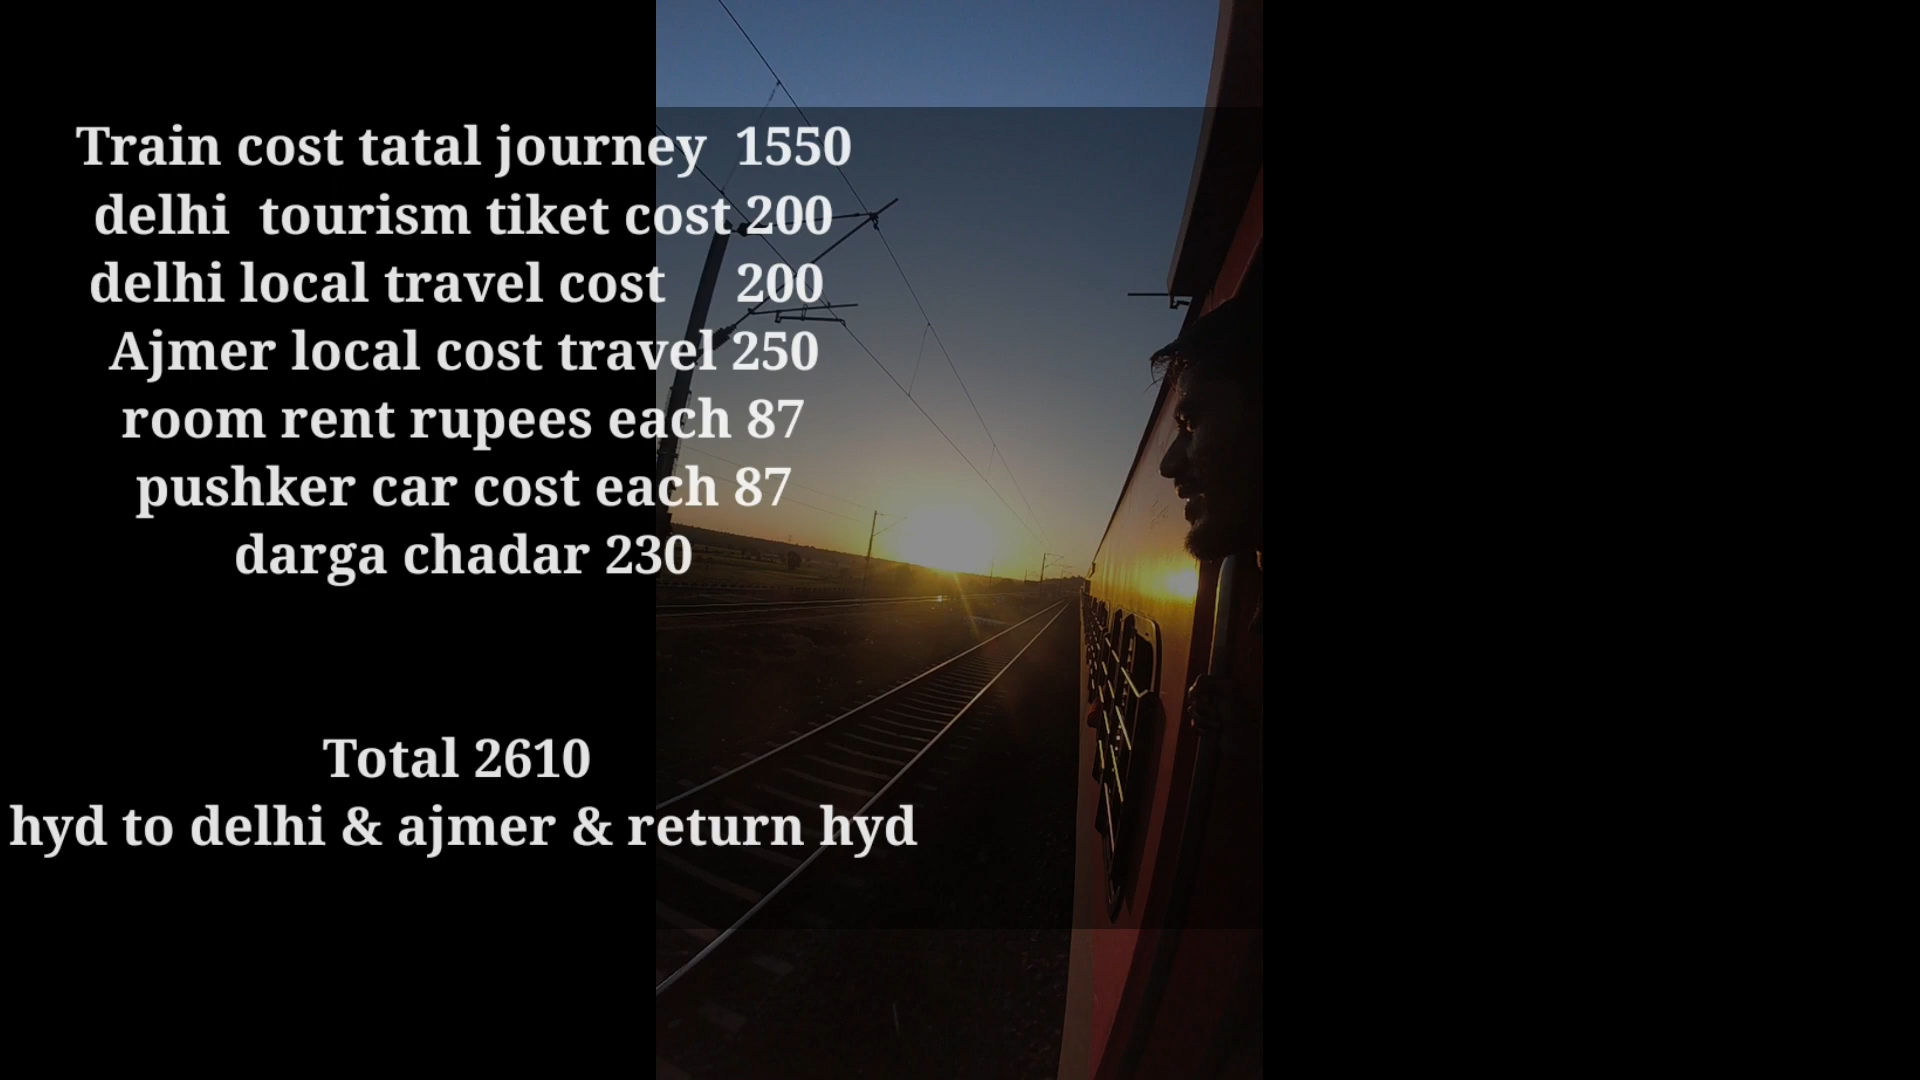 Train cost tatal journey 1550
delhi tourism tiket cost 200
delhi local travel cost 200
Ajmer local cost travel 250
room rent rupees each 87
pushker car cost each 87
darga chadar 230
Total 2610
hyd to delhi & ajmer & return hyd